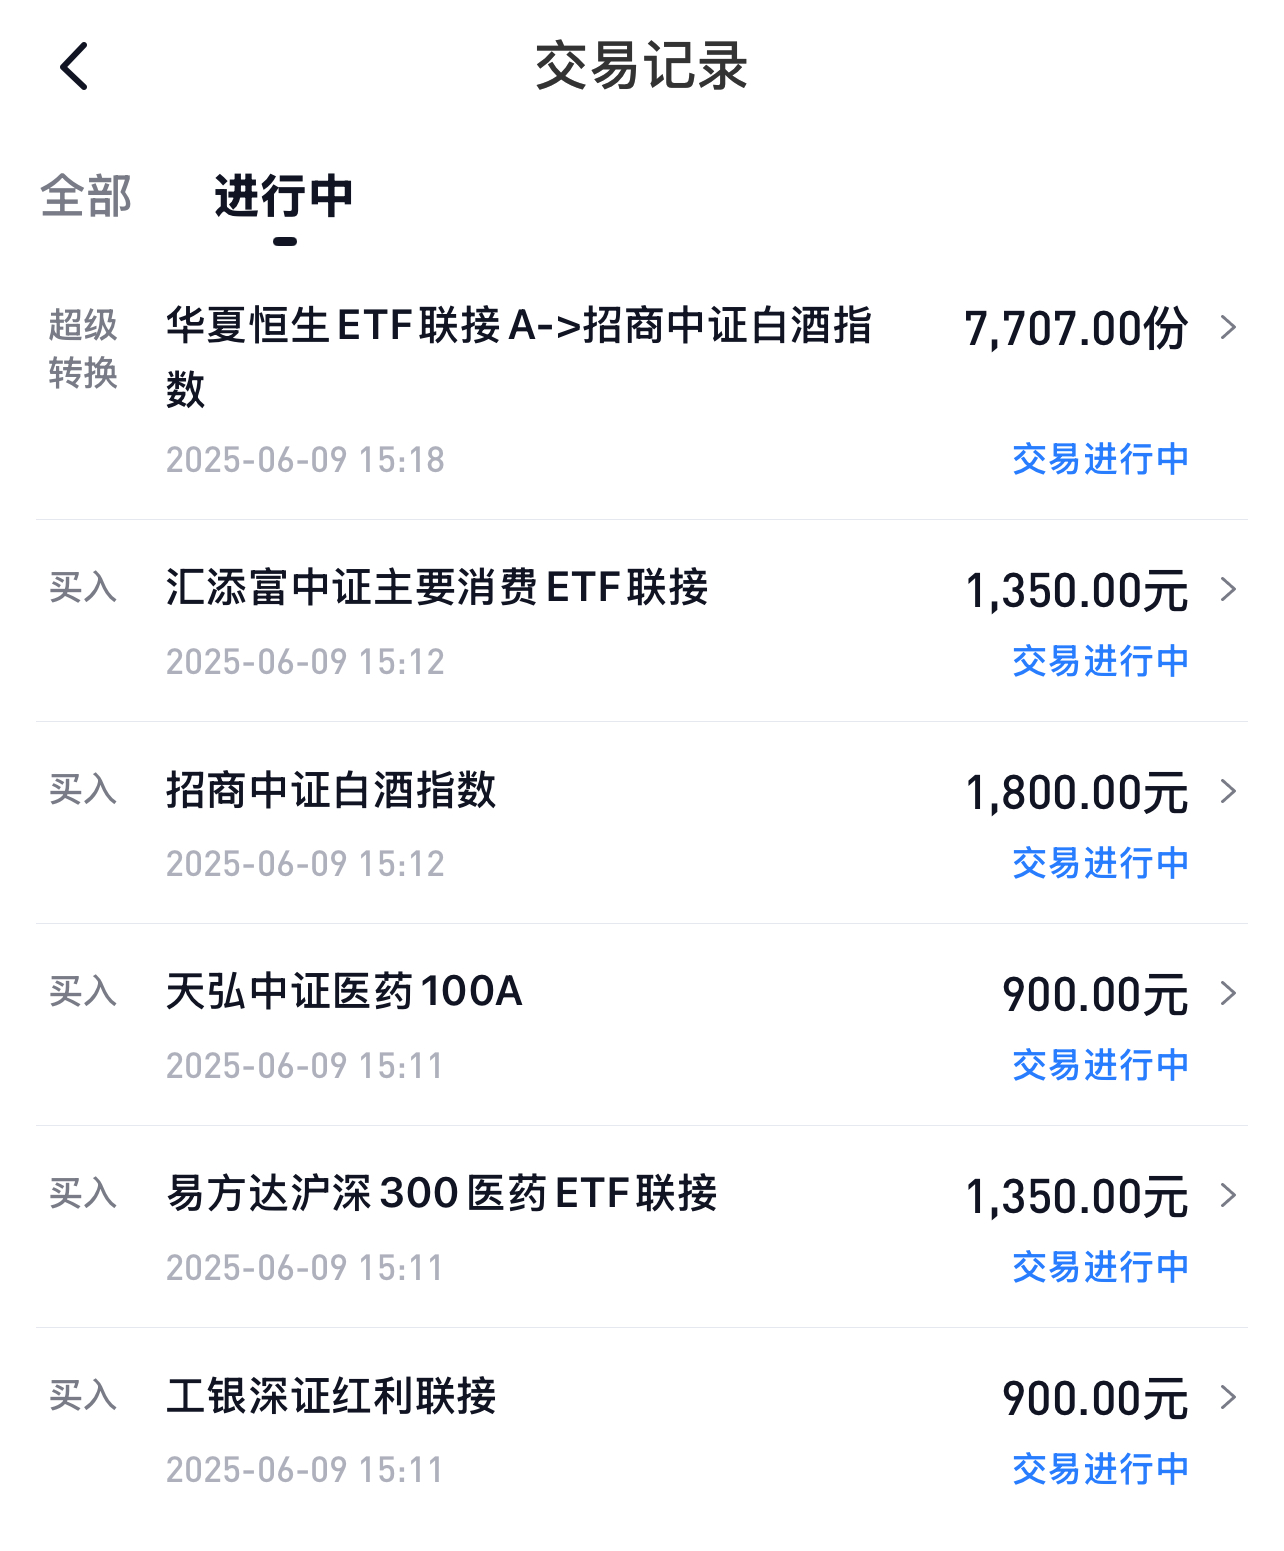 交易记录
全部 进行中
超级转换 华夏恒生ETF联接A->招商中证白酒指数 7,707.00份
2025-06-09 15:18 交易进行中
买入 汇添富中证主要消费ETF联接 1,350.00元
2025-06-09 15:12 交易进行中
买入 招商中证白酒指数 1,800.00元
2025-06-09 15:12 交易进行中
买入 天弘中证医药100A 900.00元
2025-06-09 15:11 交易进行中
买入 易方达沪深300医药ETF联接 1,350.00元
2025-06-09 15:11 交易进行中
买入 工银深证红利联接 900.00元
2025-06-09 15:11 交易进行中